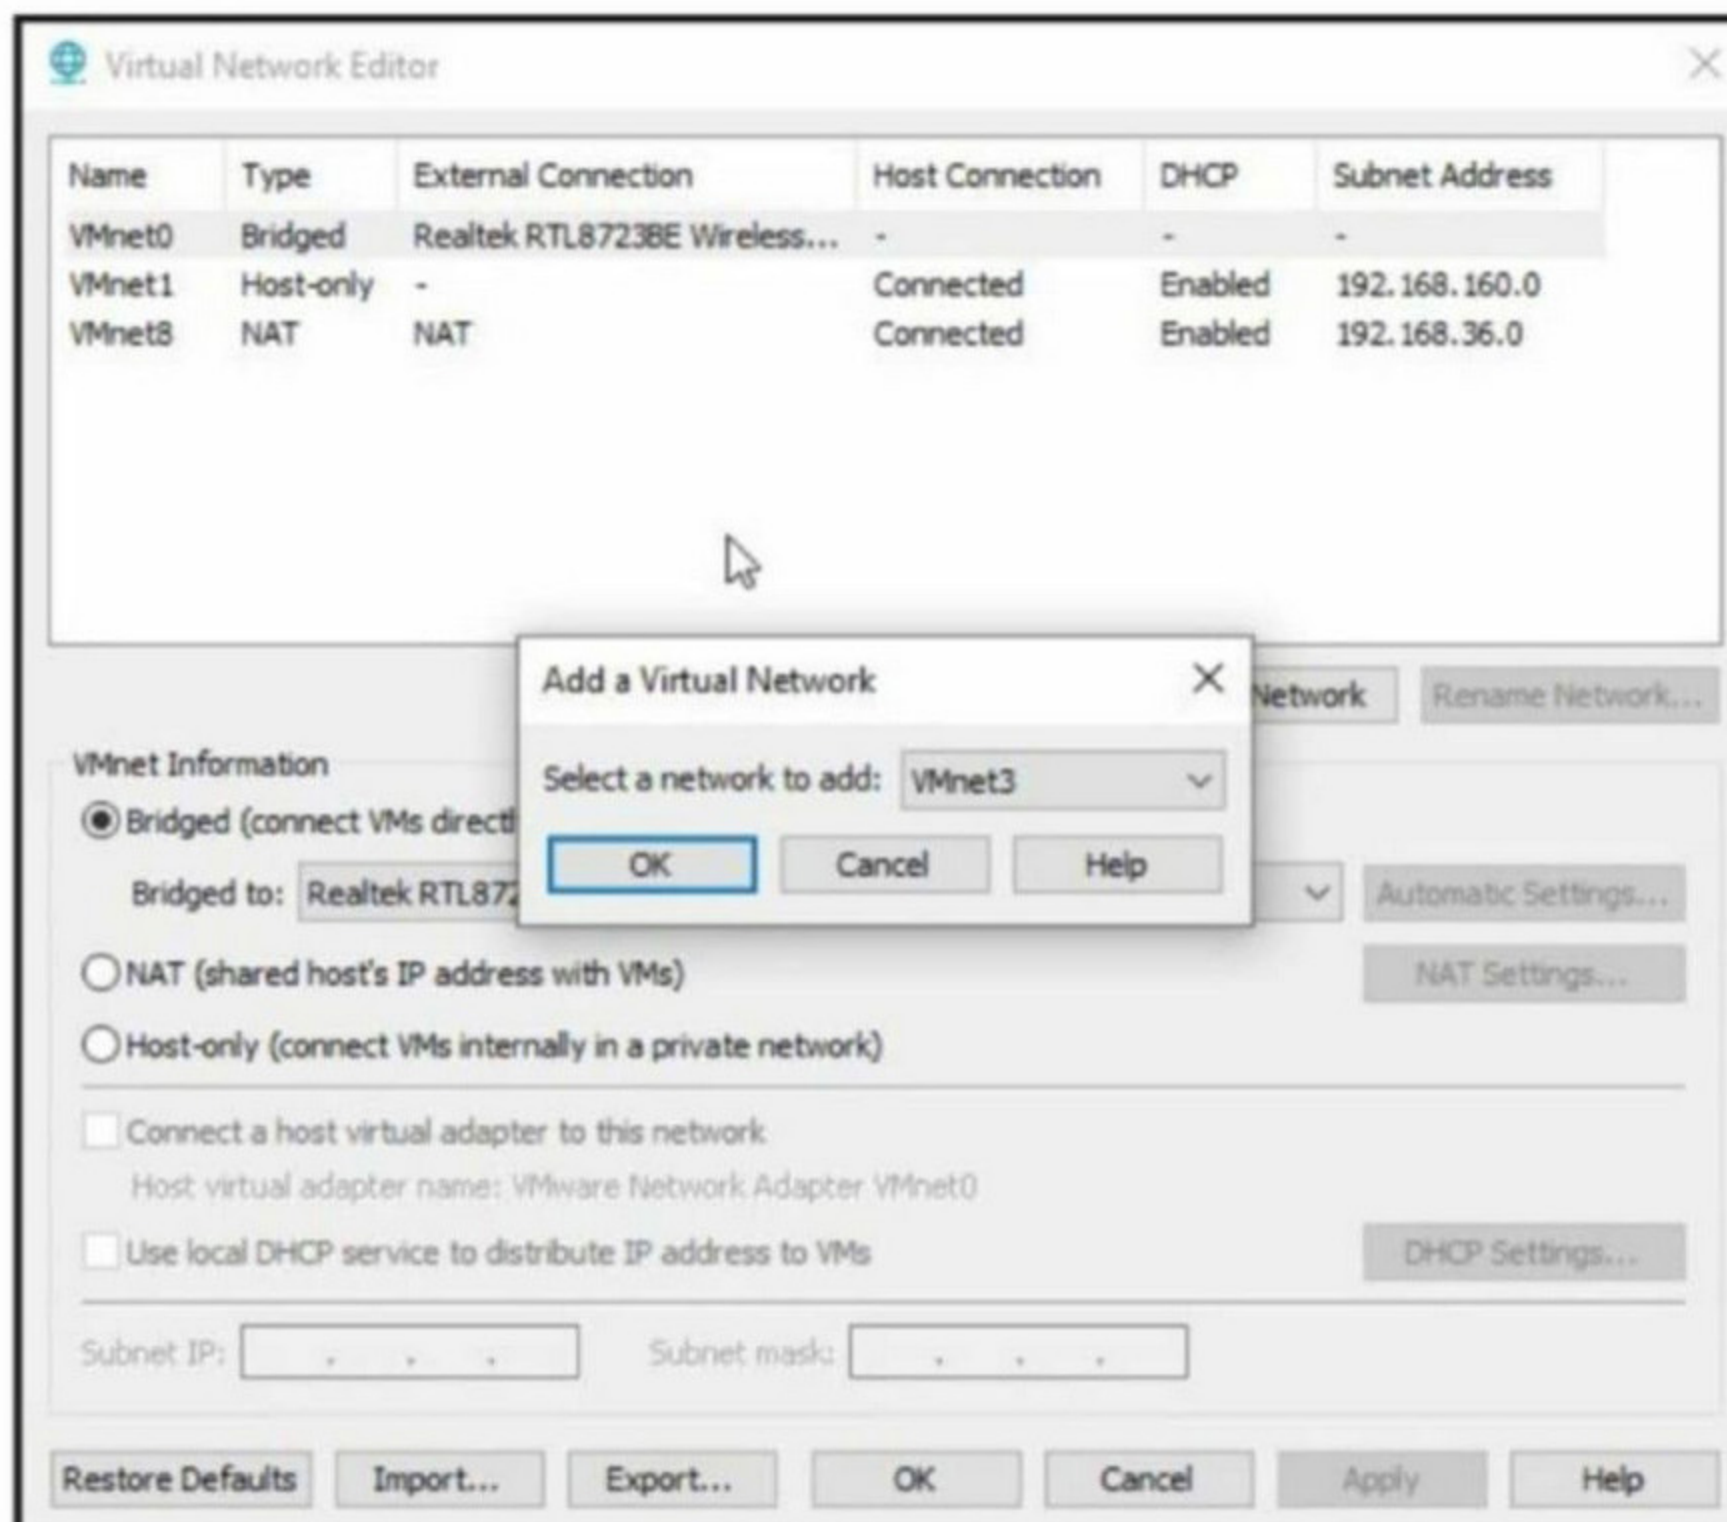 Virtual Network Editor
Name Type External Connection Host Connection DHCP Subnet Address
VMnet0 Bridged Realtek RTL8723BE Wireless... - - -
VMnet1 Host-only - Connected Enabled 192.168.160.0
VMnet8 NAT NAT Connected Enabled 192.168.36.0
Add a Virtual Network
Network Rename Network...
Select a network to add: VMnet3
OK Cancel Help
VMnet Information
Bridged (connect VMs directl
Bridged to: Realtek RTL872 Automatic Settings...
NAT (shared host's IP address with VMs) NAT Settings...
Host-only (connect VMs internally in a private network)
Connect a host virtual adapter to this network
Host virtual adapter name: VMware Network Adapter VMnet0
Use local DHCP service to distribute IP address to VMs DHCP Settings...
Subnet IP: . . . Subnet mask: . . .
Restore Defaults Import... Export... OK Cancel Apply Help